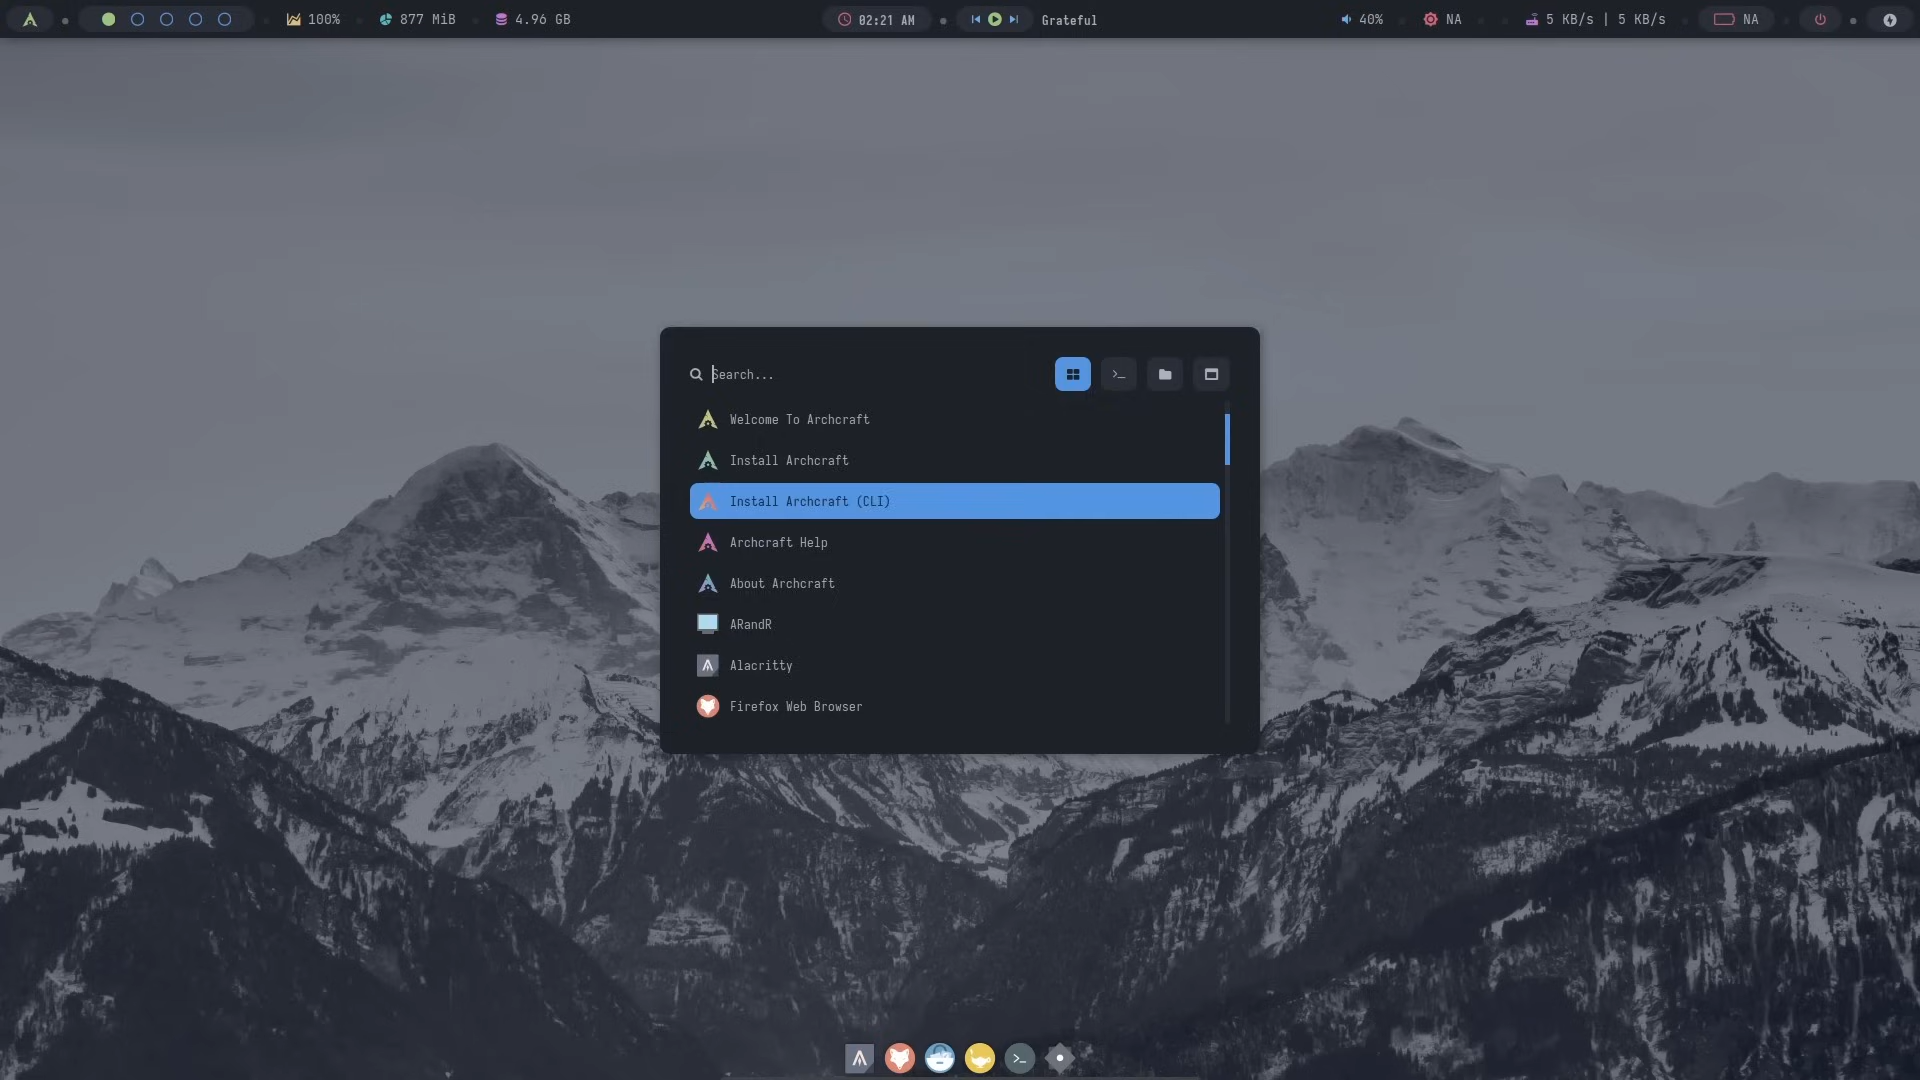 100% 877 MiB 4.96 GB 02:21 AM Grateful 40% NA 5 KB/s | 5 KB/s NA
Search...
Welcome To Archcraft
Install Archcraft
Install Archcraft (CLI)
Archcraft Help
About Archcraft
ARandR
Alacritty
Firefox Web Browser